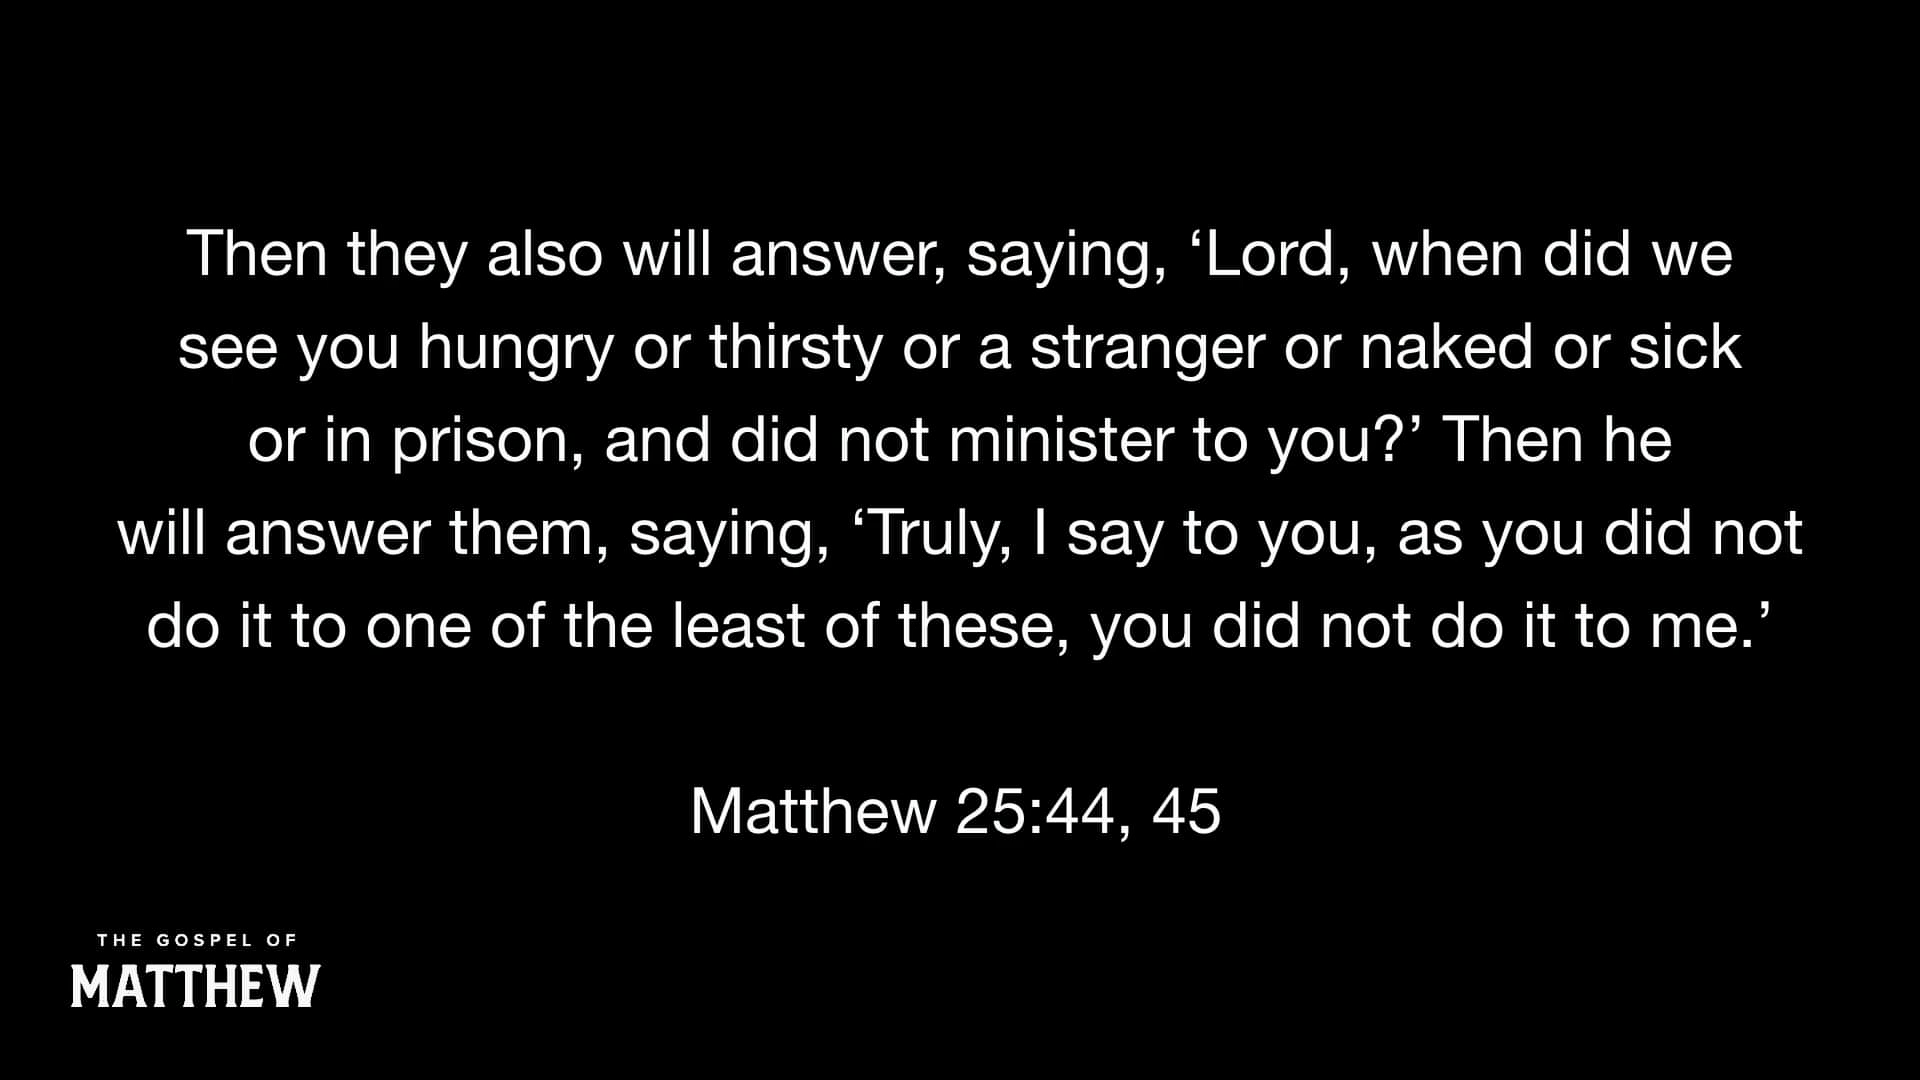 Then they also will answer, saying, ‘Lord, when did we
see you hungry or thirsty or a stranger or naked or sick
or in prison, and did not minister to you?’ Then he
will answer them, saying, ‘Truly, I say to you, as you did not
do it to one of the least of these, you did not do it to me.’
Matthew 25:44, 45
THE GOSPEL OF
MATTHEW